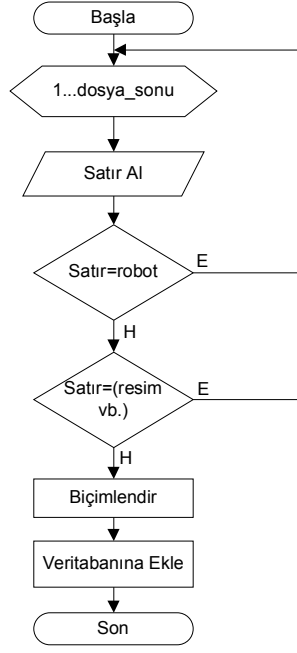 Başla
1...dosya_sonu
Satır Al
Satır=robot
E
H
Satır=(resim
vb.)
E
H
Biçimlendir
Veritabanına Ekle
Son